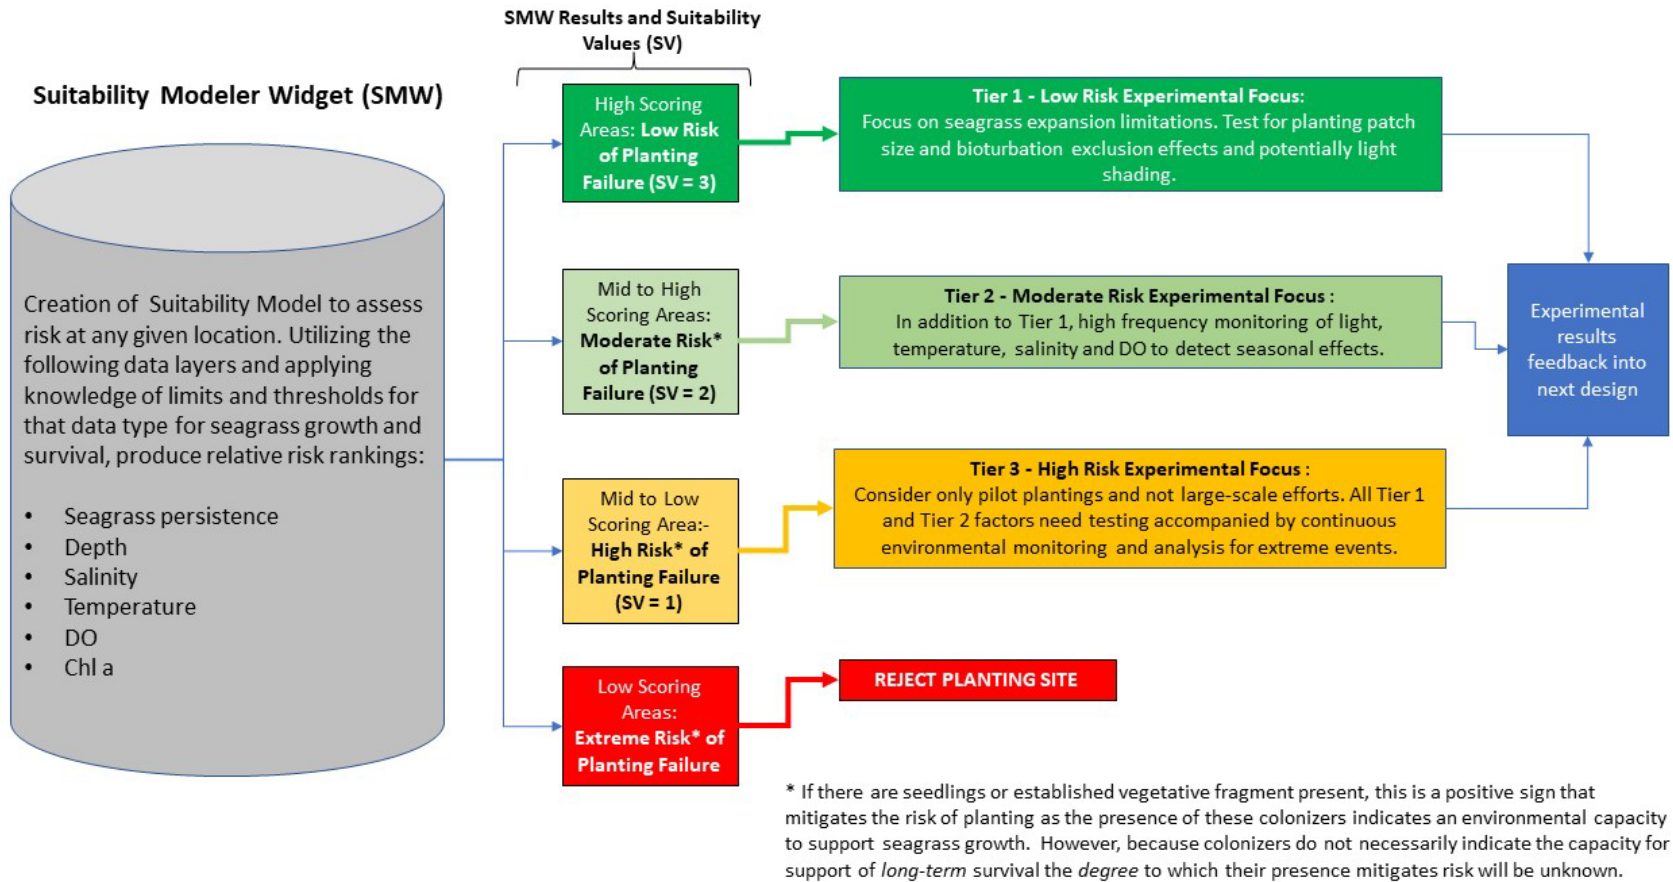 SMW Results and Suitability
Values (SV)
Suitability Modeler Widget (SMW)
Creation of Suitability Model to assess
risk at any given location. Utilizing the
following data layers and applying
knowledge of limits and thresholds for
that data type for seagrass growth and
survival, produce relative risk rankings:
• Seagrass persistence
• Depth
• Salinity
• Temperature
• DO
• Chl a
High Scoring
Areas: Low Risk
of Planting
Failure (SV = 3)
Tier 1 - Low Risk Experimental Focus:
Focus on seagrass expansion limitations. Test for planting patch
size and bioturbation exclusion effects and potentially light
shading.
Mid to High
Scoring Areas:
Moderate Risk*
of Planting
Failure (SV = 2)
Tier 2 - Moderate Risk Experimental Focus :
In addition to Tier 1, high frequency monitoring of light,
temperature, salinity and DO to detect seasonal effects.
Mid to Low
Scoring Area:-
High Risk* of
Planting Failure
(SV = 1)
Tier 3 - High Risk Experimental Focus :
Consider only pilot plantings and not large-scale efforts. All Tier 1
and Tier 2 factors need testing accompanied by continuous
environmental monitoring and analysis for extreme events.
Low Scoring
Areas:
Extreme Risk* of
Planting Failure
REJECT PLANTING SITE
Experimental
results
feedback into
next design
* If there are seedlings or established vegetative fragment present, this is a positive sign that
mitigates the risk of planting as the presence of these colonizers indicates an environmental capacity
to support seagrass growth. However, because colonizers do not necessarily indicate the capacity for
support of long-term survival the degree to which their presence mitigates risk will be unknown.